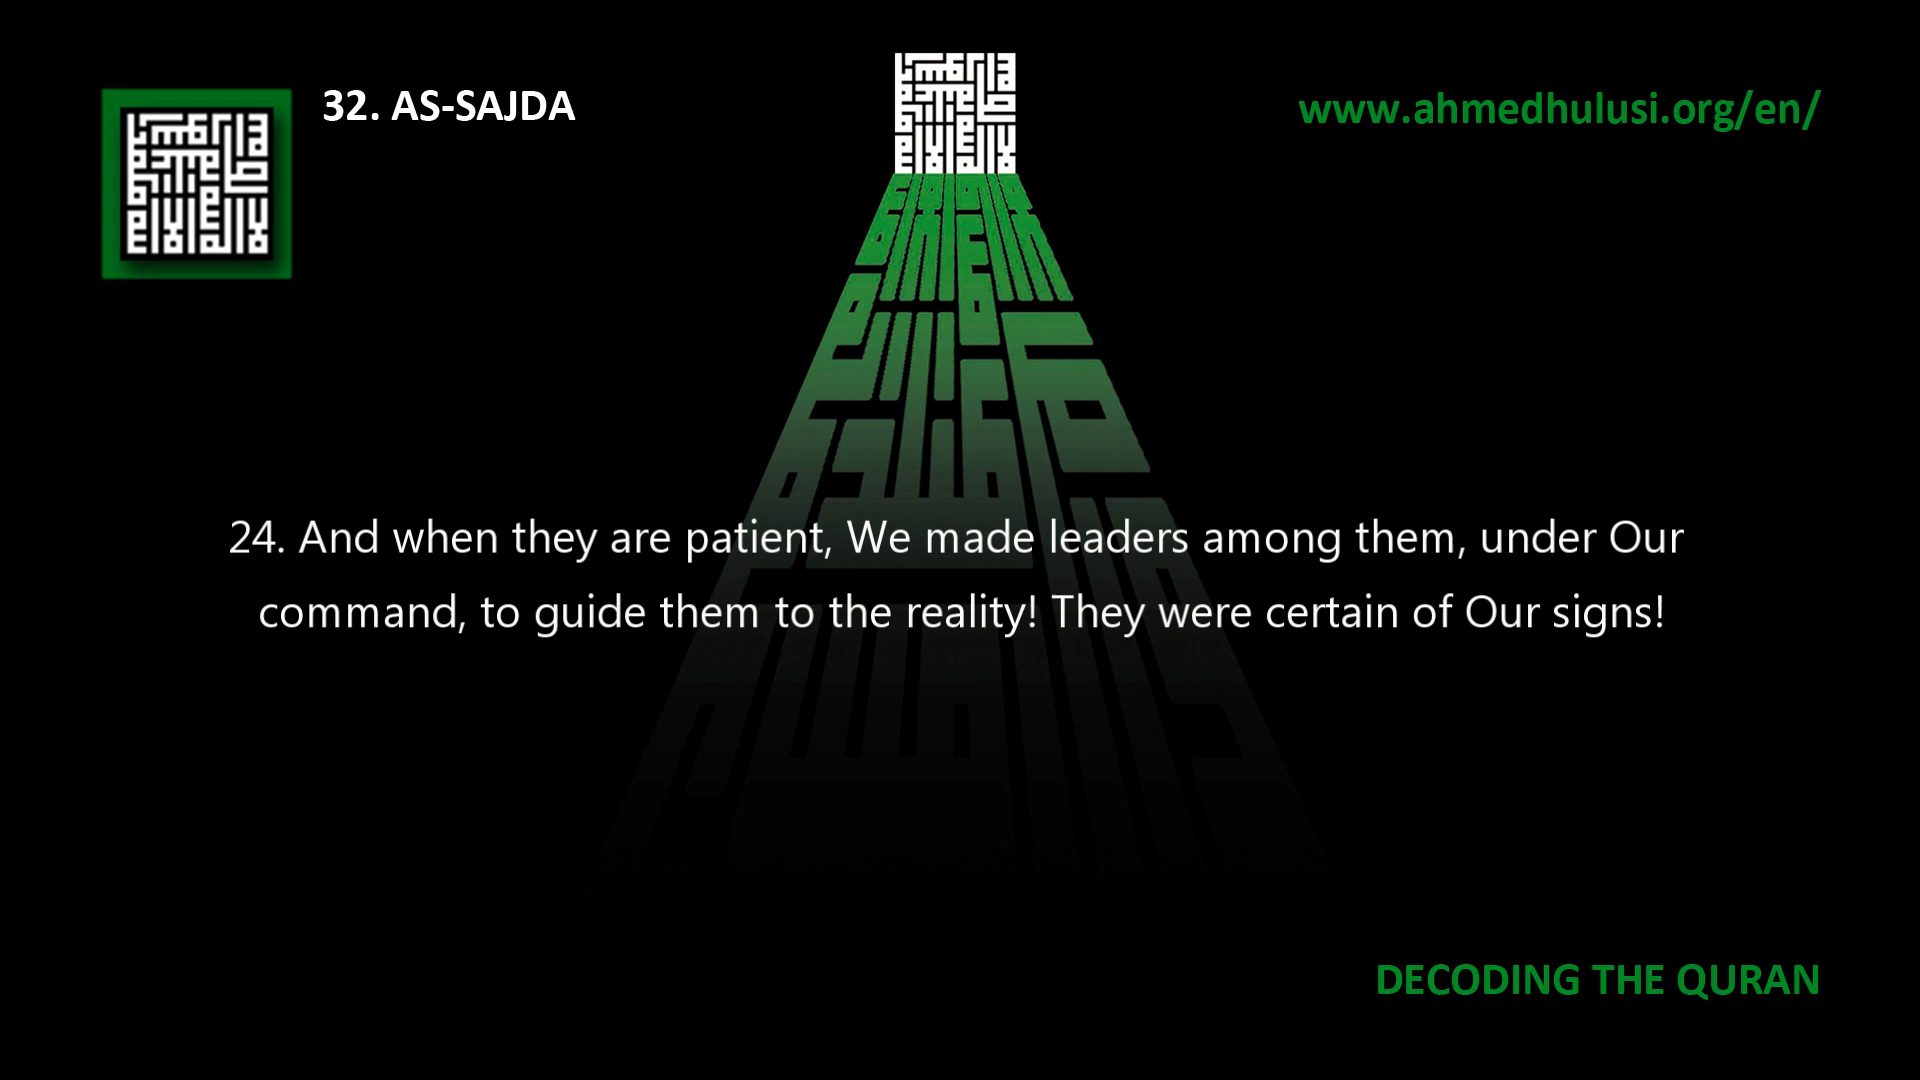 32. AS-SAJDA
www.ahmedhulusi.org/en/
24. And when they are patient, We made leaders among them, under Our
command, to guide them to the reality! They were certain of Our signs!
DECODING THE QURAN